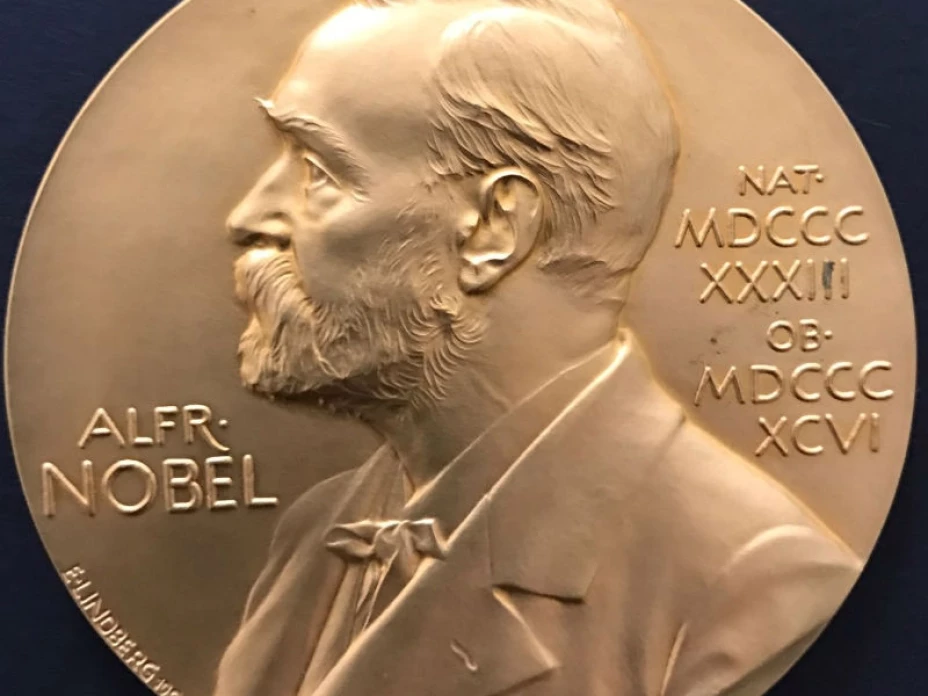 ALFR·
NOBEL
NAT·
MDCCC
XXXIII
OB·
MDCCC
XCVI
E·LINDBERG